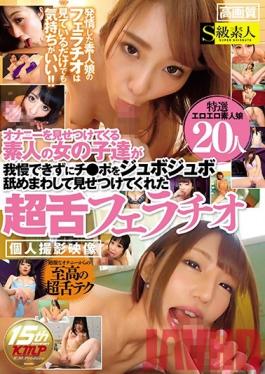 高画質
S級素人
SUPER SHIROUTO
発情した素人娘の
フェラチオは
見ているだけでも
気持ちがいい!!
特選
エロエロ素人娘
20人
オナニーを見せつけてくる
素人の女の子達が
我慢できずにチ●ポをジュボジュボ
舐めまわして見せつけてくれた
超舌フェラチオ
個人撮影映像
至高の
超舌テク
15th
K.M.P